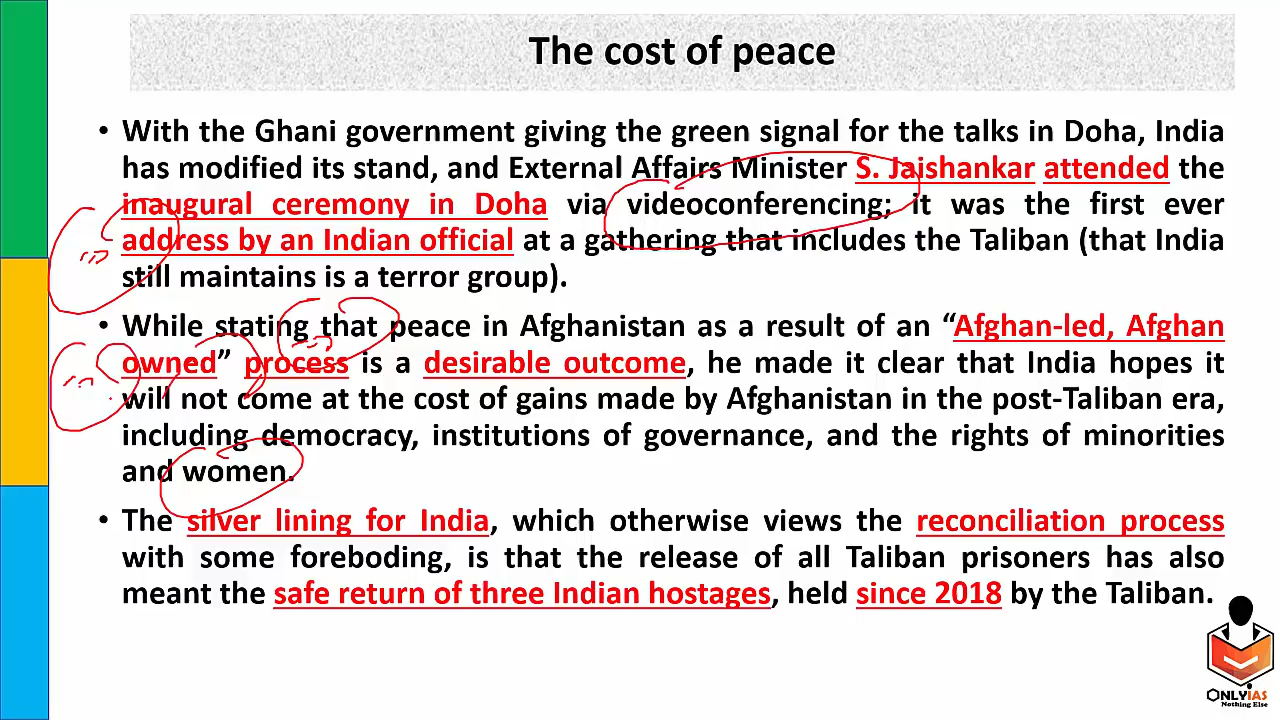 The cost of peace
• With the Ghani government giving the green signal for the talks in Doha, India
has modified its stand, and External Affairs Minister S. Jaishankar attended the
inaugural ceremony in Doha via videoconferencing; it was the first ever
address by an Indian official at a gathering that includes the Taliban (that India
still maintains is a terror group).
• While stating that peace in Afghanistan as a result of an “Afghan-led, Afghan
owned” process is a desirable outcome, he made it clear that India hopes it
will not come at the cost of gains made by Afghanistan in the post-Taliban era,
including democracy, institutions of governance, and the rights of minorities
and women.
• The silver lining for India, which otherwise views the reconciliation process
with some foreboding, is that the release of all Taliban prisoners has also
meant the safe return of three Indian hostages, held since 2018 by the Taliban.
ONLYIAS
Nothing Else